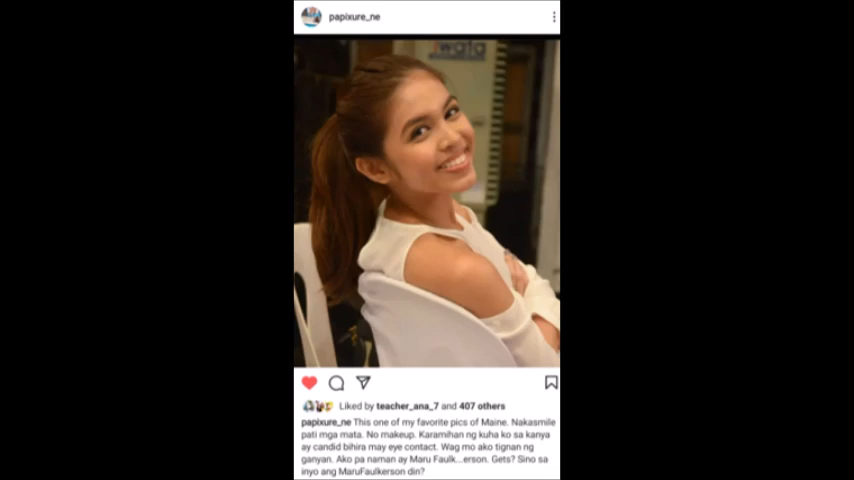 papixure_ne
iwata
Liked by teacher_ana_7 and 407 others
papixure_ne This one of my favorite pics of Maine. Nakasmile
pati mga mata. No makeup. Karamihan ng kuha ko sa kanya
ay candid bihira may eye contact. Wag mo ako tignan ng
ganyan. Ako pa naman ay Maru Faulk...erson. Gets? Sino sa
inyo ang MaruFaulkerson din?